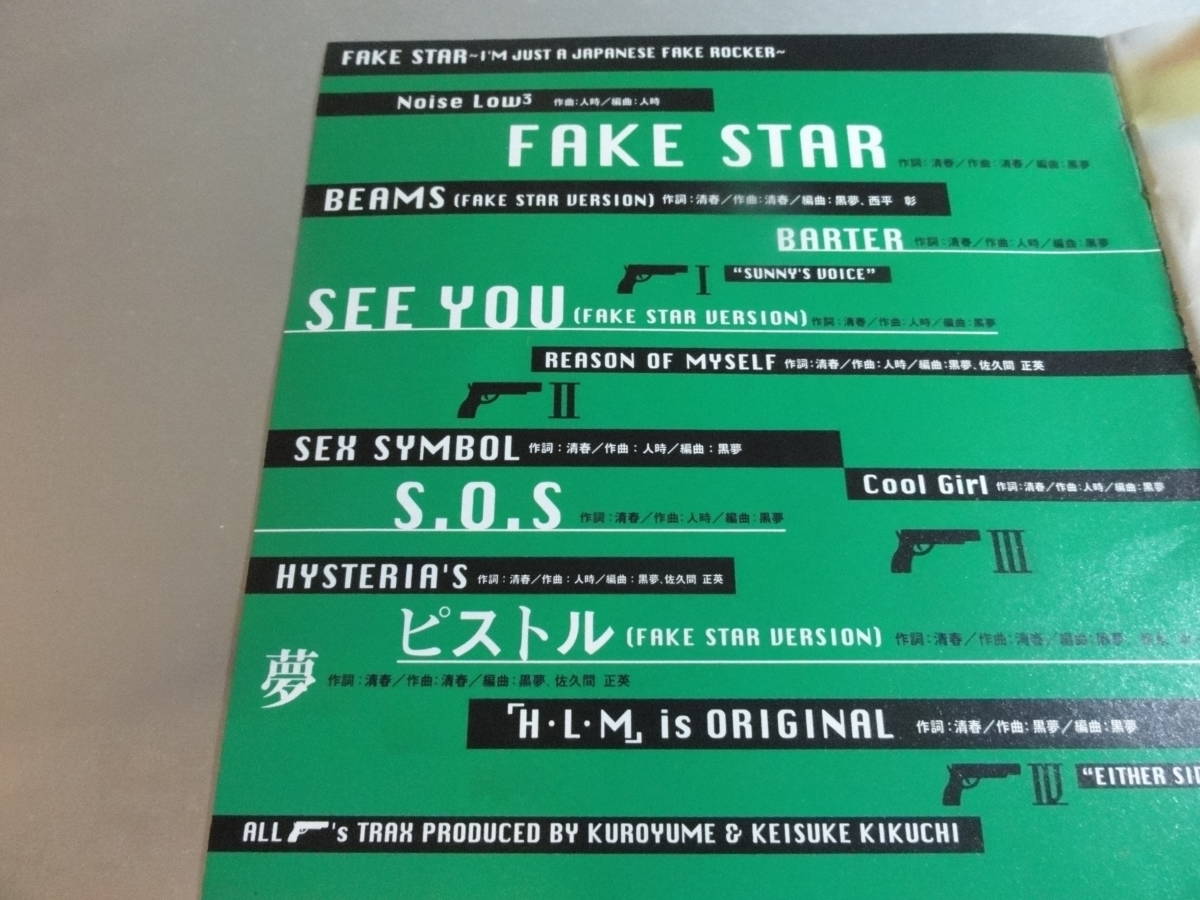 FAKE STAR~I'M JUST A JAPANESE FAKE ROCKER~
Noise Low³ 作曲:人時／編曲:人時
FAKE STAR 作詞:清春／作曲:清春／編曲:黒夢
BEAMS (FAKE STAR VERSION) 作詞:清春／作曲:清春／編曲:黒夢、西平 彰
BARTER 作詞:清春／作曲:人時／編曲:黒夢
I "SUNNY'S VOICE"
SEE YOU (FAKE STAR VERSION) 作詞:清春／作曲:人時／編曲:黒夢
REASON OF MYSELF 作詞:清春／作曲:人時／編曲:黒夢、佐久間 正英
II
SEX SYMBOL 作詞:清春／作曲:人時／編曲:黒夢
Cool Girl 作詞:清春／作曲:人時／編曲:黒夢
S.O.S 作詞:清春／作曲:人時／編曲:黒夢
III
HYSTERIA'S 作詞:清春／作曲:人時／編曲:黒夢、佐久間 正英
ピストル (FAKE STAR VERSION) 作詞:清春／作曲:清春／編曲:黒夢
夢 作詞:清春／作曲:清春／編曲:黒夢、佐久間 正英
「H・L・M」 is ORIGINAL 作詞:清春／作曲:黒夢／編曲:黒夢
IV "EITHER
ALL 's TRAX PRODUCED BY KUROYUME & KEISUKE KIKUCHI